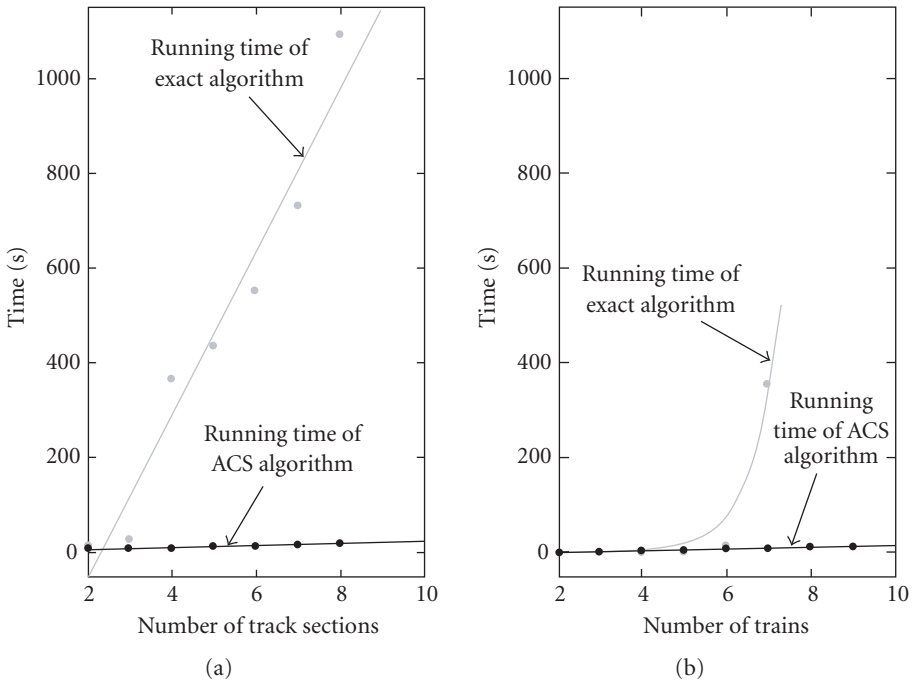 Time (s)
1000
800
600
400
200
0
2
4
6
8
10
Running time of
exact algorithm
Running time of
ACS algorithm
Number of track sections
(a)
Time (s)
1000
800
600
400
200
0
2
4
6
8
10
Running time of
exact algorithm
Running
time of ACS
algorithm
Number of trains
(b)